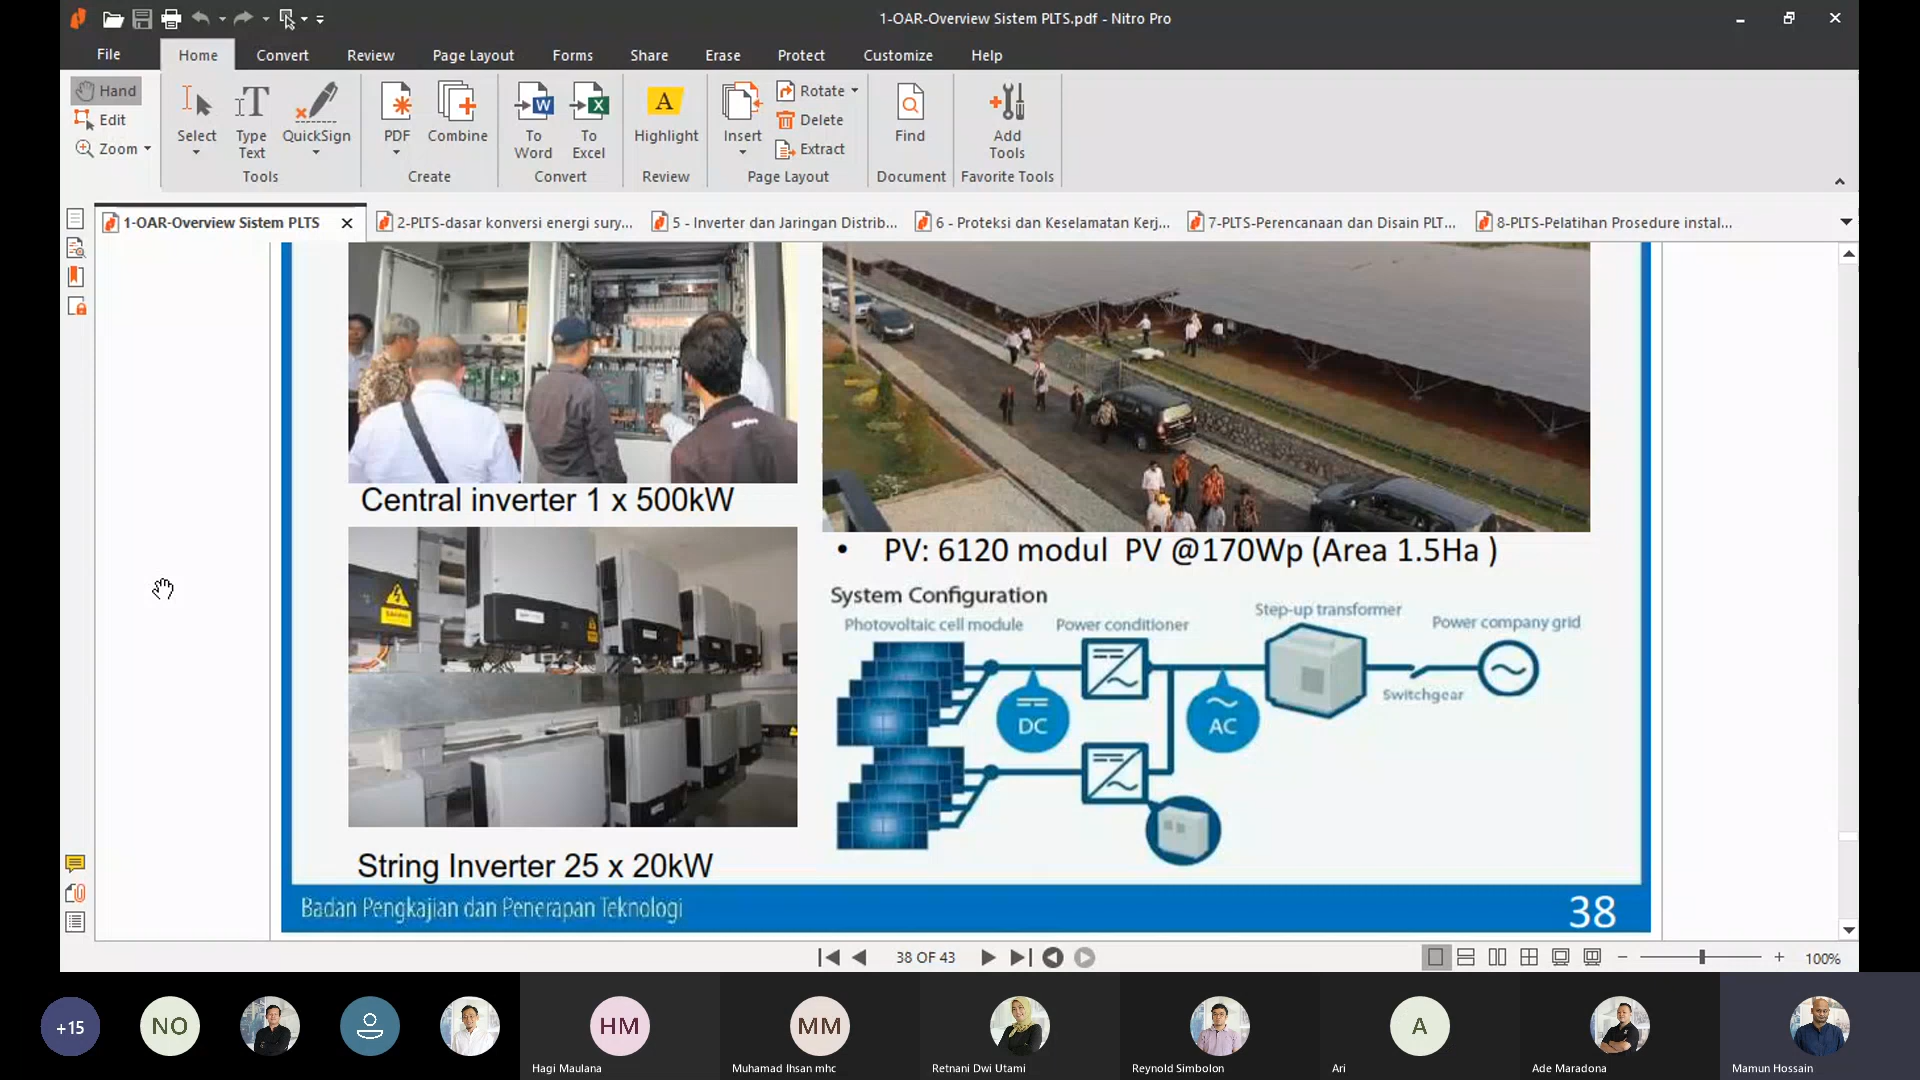 1-OAR-Overview Sistem PLTS.pdf - Nitro Pro
File
Home
Convert
Review
Page Layout
Forms
Share
Erase
Protect
Customize
Help
Hand
Edit
Zoom
Select
Type Text
QuickSign
Tools
PDF
Combine
Create
To Word
To Excel
Convert
Highlight
Review
Insert
Rotate
Delete
Extract
Page Layout
Find
Document
Add Tools
Favorite Tools
1-OAR-Overview Sistem PLTS
2-PLTS-dasar konversi energi sury...
5 - Inverter dan Jaringan Distrib...
6 - Proteksi dan Keselamatan Kerj...
7-PLTS-Perencanaan dan Disain PLT...
8-PLTS-Pelatihan Prosedure instal...
Central inverter 1 x 500kW
String Inverter 25 x 20kW
• PV: 6120 modul PV @170Wp (Area 1.5Ha )
System Configuration
Photovoltaic cell module
Power conditioner
Step-up transformer
Power company grid
DC
AC
Switchgear
Badan Pengkajian dan Penerapan Teknologi
38
38 OF 43
100%
+15
NO
HM
Hagi Maulana
MM
Muhamad Ihsan mhc
Retnani Dwi Utami
Reynold Simbolon
A
Ari
Ade Maradona
Mamun Hossain